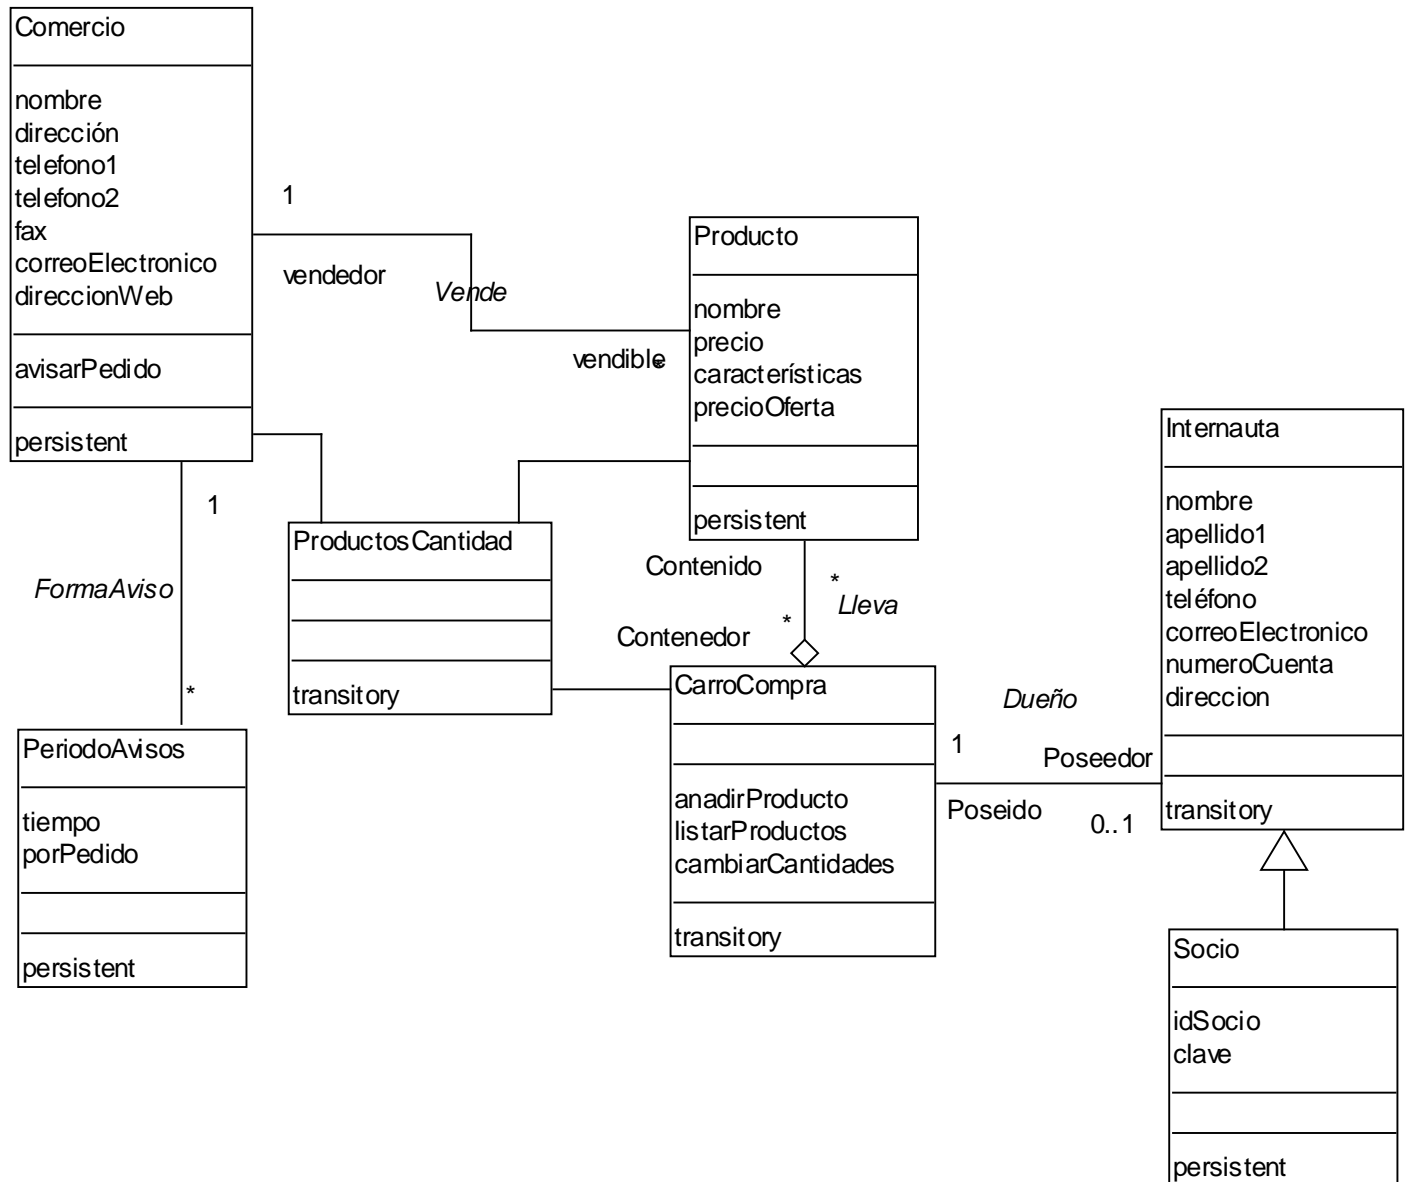 Comercio
nombre
dirección
telefono1
telefono2
fax
correoElectronico
direccionWeb
avisarPedido
persistent
1
vendedor
Vende
vendible
*
Producto
nombre
precio
características
precioOferta
persistent
1
FormaAviso
*
ProductosCantidad
transitory
Contenido
*
Lleva
*
Contenedor
PeriodoAvisos
tiempo
porPedido
persistent
CarroCompra
anadirProducto
listarProductos
cambiarCantidades
transitory
Dueño
1
Poseedor
Poseido
0..1
Internauta
nombre
apellido1
apellido2
teléfono
correoElectronico
numeroCuenta
direccion
transitory
Socio
idSocio
clave
persistent